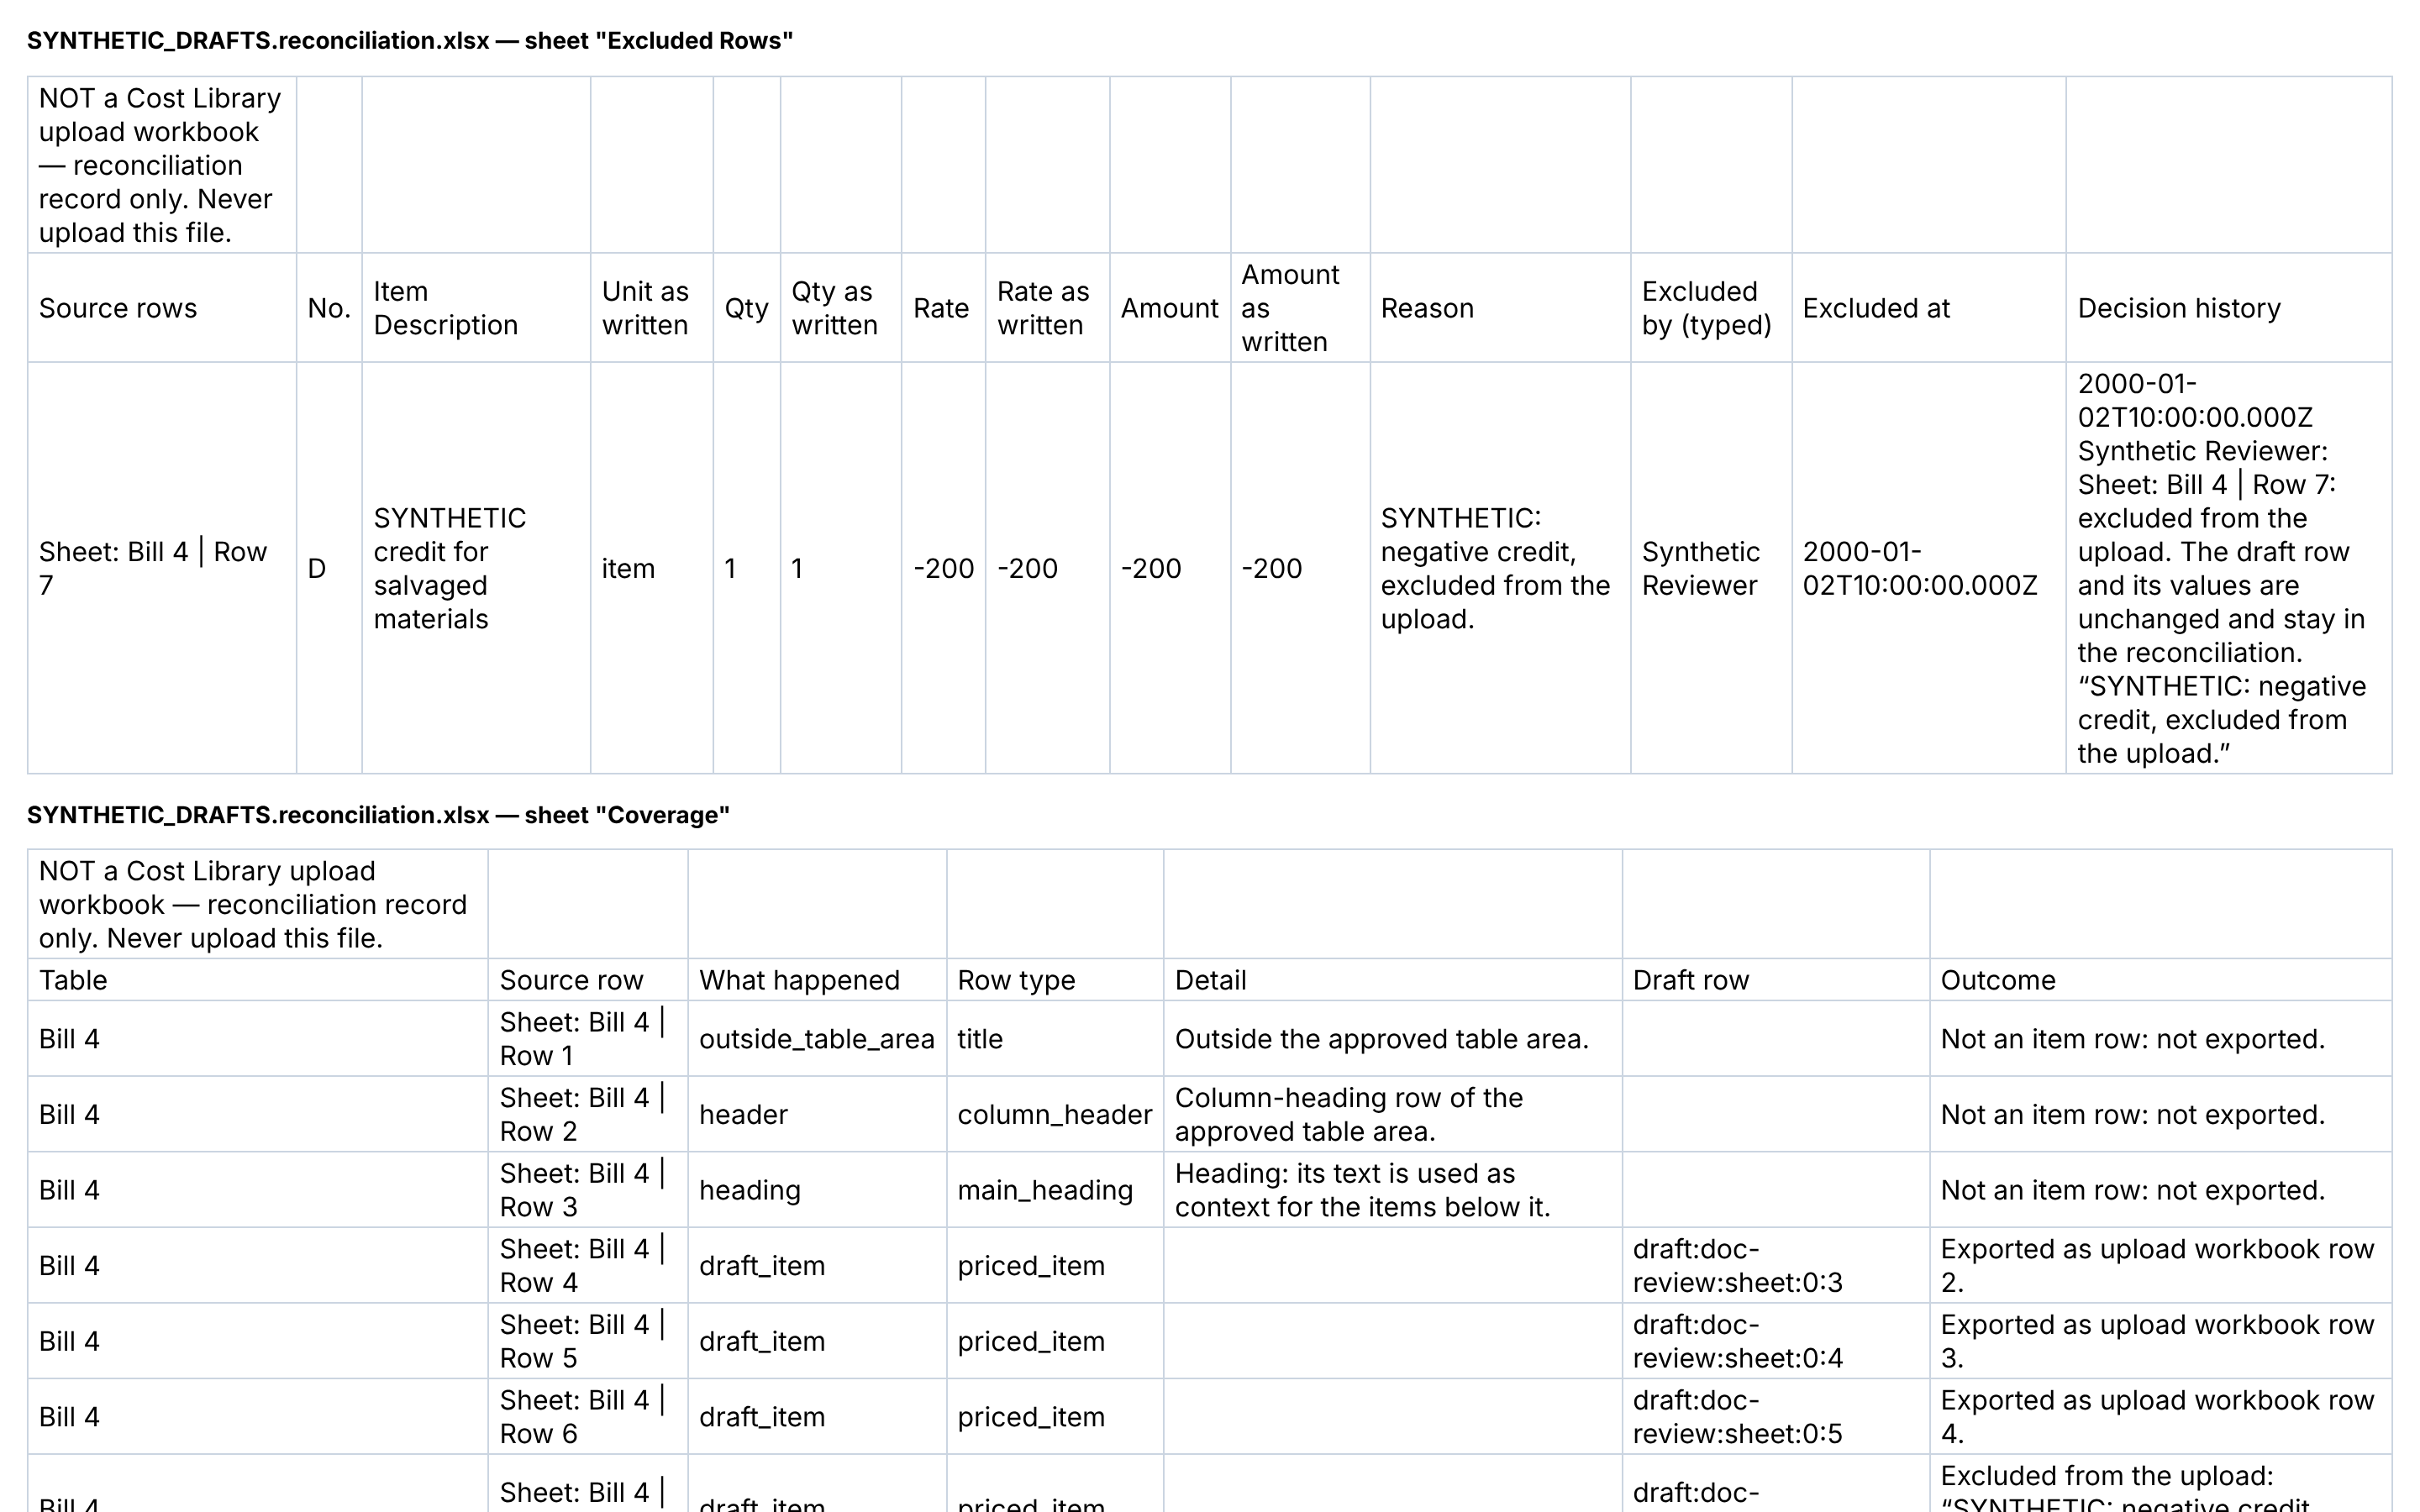 SYNTHETIC_DRAFTS.reconciliation.xlsx — sheet "Excluded Rows"
NOT a Cost Library
upload workbook
— reconciliation
record only. Never
upload this file.
Source rows
No.
Item
Description
Unit as
written
Qty
Qty as
written
Rate
Rate as
written
Amount
Amount
as
written
Reason
Excluded
by (typed)
Excluded at
Decision history
Sheet: Bill 4 | Row
7
D
SYNTHETIC
credit for
salvaged
materials
item
1
1
-200
-200
-200
-200
SYNTHETIC:
negative credit,
excluded from the
upload.
Synthetic
Reviewer
2000-01-
02T10:00:00.000Z
2000-01-
02T10:00:00.000Z
Synthetic Reviewer:
Sheet: Bill 4 | Row 7:
excluded from the
upload. The draft row
and its values are
unchanged and stay in
the reconciliation.
“SYNTHETIC: negative
credit, excluded from
the upload.”
SYNTHETIC_DRAFTS.reconciliation.xlsx — sheet "Coverage"
NOT a Cost Library upload
workbook — reconciliation record
only. Never upload this file.
Table
Source row
What happened
Row type
Detail
Draft row
Outcome
Bill 4
Sheet: Bill 4 |
Row 1
outside_table_area
title
Outside the approved table area.
Not an item row: not exported.
Bill 4
Sheet: Bill 4 |
Row 2
header
column_header
Column-heading row of the
approved table area.
Not an item row: not exported.
Bill 4
Sheet: Bill 4 |
Row 3
heading
main_heading
Heading: its text is used as
context for the items below it.
Not an item row: not exported.
Bill 4
Sheet: Bill 4 |
Row 4
draft_item
priced_item
draft:doc-
review:sheet:0:3
Exported as upload workbook row
2.
Bill 4
Sheet: Bill 4 |
Row 5
draft_item
priced_item
draft:doc-
review:sheet:0:4
Exported as upload workbook row
3.
Bill 4
Sheet: Bill 4 |
Row 6
draft_item
priced_item
draft:doc-
review:sheet:0:5
Exported as upload workbook row
4.
Bill 4
Sheet: Bill 4 |
draft_item
priced_item
draft:doc-
Excluded from the upload:
“SYNTHETIC: negative credit